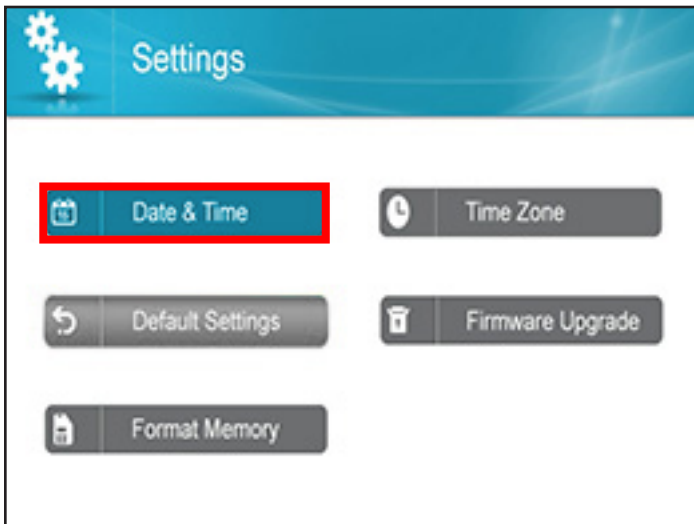 Settings
Date & Time
Time Zone
Default Settings
Firmware Upgrade
Format Memory